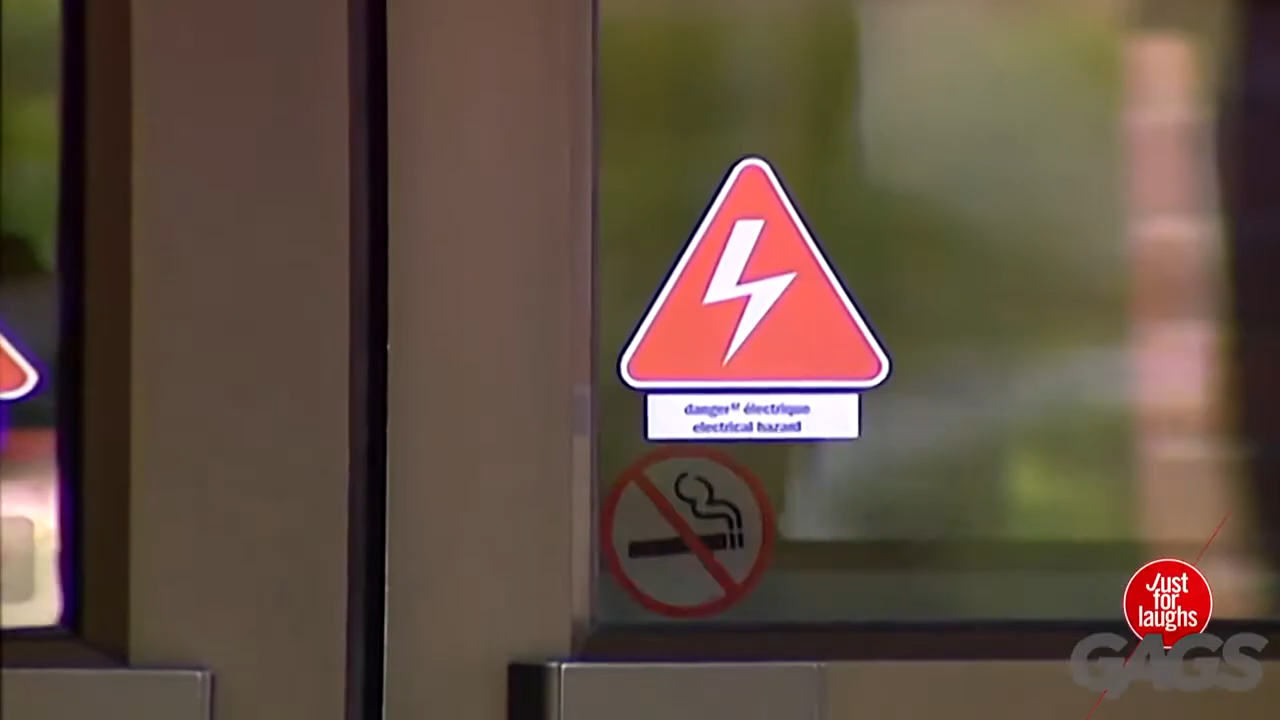 danger électrique
electrical hazard
Just
for
laughs
GAGS